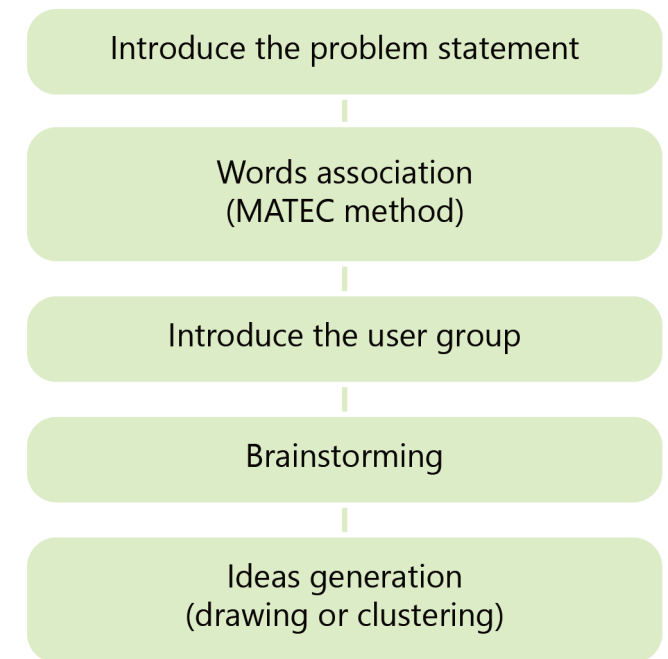 Introduce the problem statement
Words association
(MATEC method)
Introduce the user group
Brainstorming
Ideas generation
(drawing or clustering)